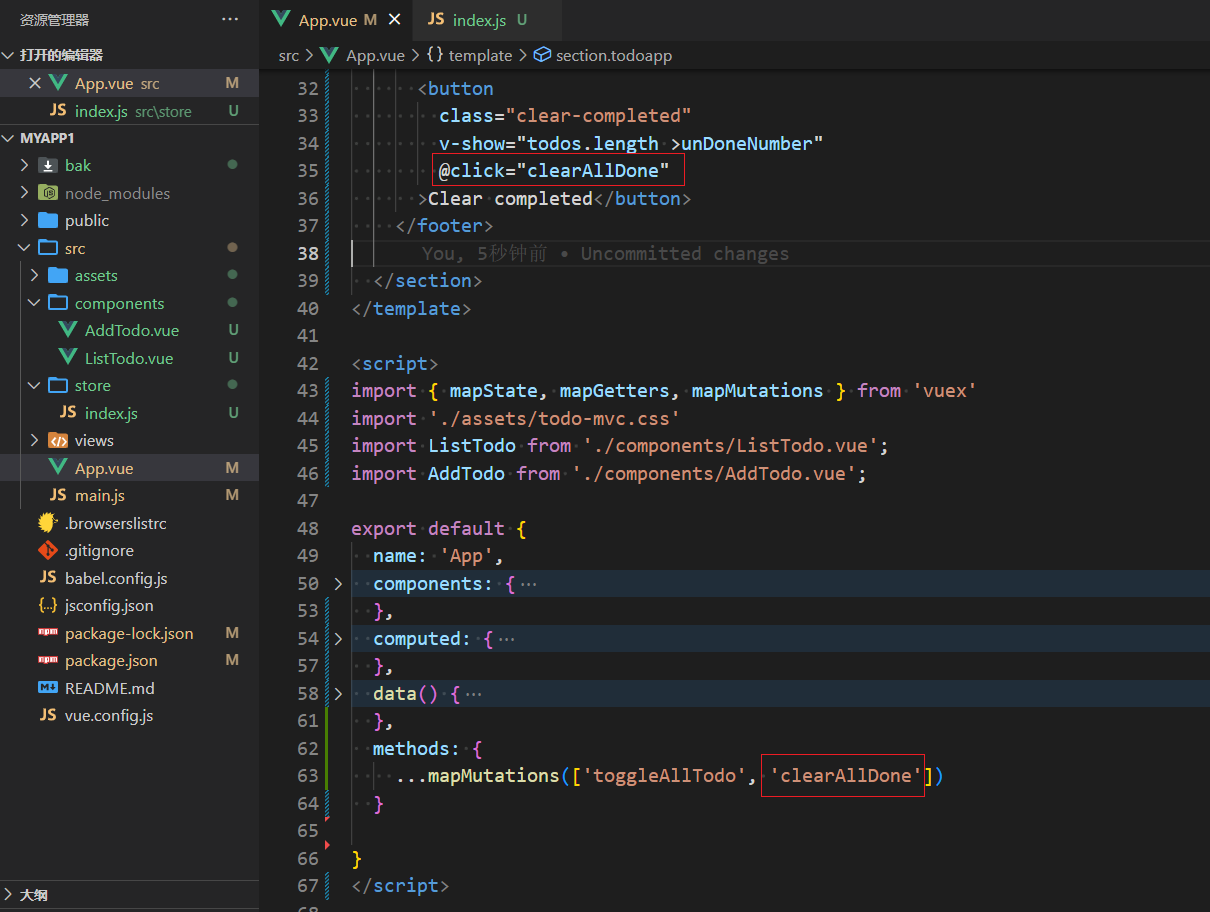 资源管理器
打开的编辑器
App.vue src M
JS index.js src\store U
MYAPP1
bak
node_modules
public
src
assets
components
AddTodo.vue U
ListTodo.vue U
store
JS index.js U
views
App.vue M
JS main.js M
.browserslistrc
.gitignore
JS babel.config.js
{..} jsconfig.json
npm package-lock.json M
npm package.json M
README.md
JS vue.config.js
大纲
App.vue M
JS index.js U
src > App.vue > {} template > section.todoapp
32 <button
33 class="clear-completed"
34 v-show="todos.length >unDoneNumber"
35 @click="clearAllDone"
36 >Clear completed</button>
37 </footer>
38 You, 5秒钟前 • Uncommitted changes
39 </section>
40 </template>
41
42 <script>
43 import { mapState, mapGetters, mapMutations } from 'vuex'
44 import './assets/todo-mvc.css'
45 import ListTodo from './components/ListTodo.vue';
46 import AddTodo from './components/AddTodo.vue';
47
48 export default {
49 name: 'App',
50 components: { ⋯
53 },
54 computed: { ⋯
57 },
58 data() { ⋯
61 },
62 methods: {
63 ...mapMutations(['toggleAllTodo', 'clearAllDone'])
64 }
65
66 }
67 </script>